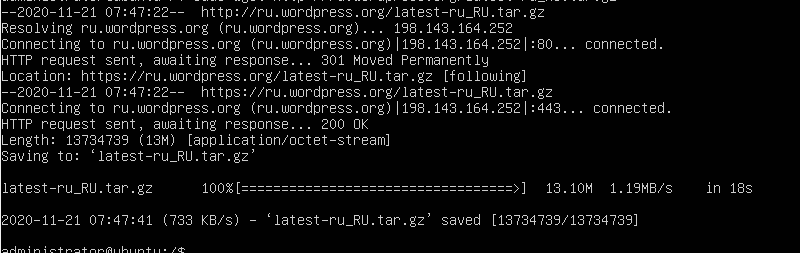 --2020-11-21 07:47:22--  http://ru.wordpress.org/latest-ru_RU.tar.gz
Resolving ru.wordpress.org (ru.wordpress.org)... 198.143.164.252
Connecting to ru.wordpress.org (ru.wordpress.org)|198.143.164.252|:80... connected.
HTTP request sent, awaiting response... 301 Moved Permanently
Location: https://ru.wordpress.org/latest-ru_RU.tar.gz [following]
--2020-11-21 07:47:22--  https://ru.wordpress.org/latest-ru_RU.tar.gz
Connecting to ru.wordpress.org (ru.wordpress.org)|198.143.164.252|:443... connected.
HTTP request sent, awaiting response... 200 OK
Length: 13734739 (13M) [application/octet-stream]
Saving to: ‘latest-ru_RU.tar.gz’
latest-ru_RU.tar.gz      100%[==================================>]  13.10M  1.19MB/s    in 18s
2020-11-21 07:47:41 (733 KB/s) - ‘latest-ru_RU.tar.gz’ saved [13734739/13734739]
administrator@ubuntu:/$